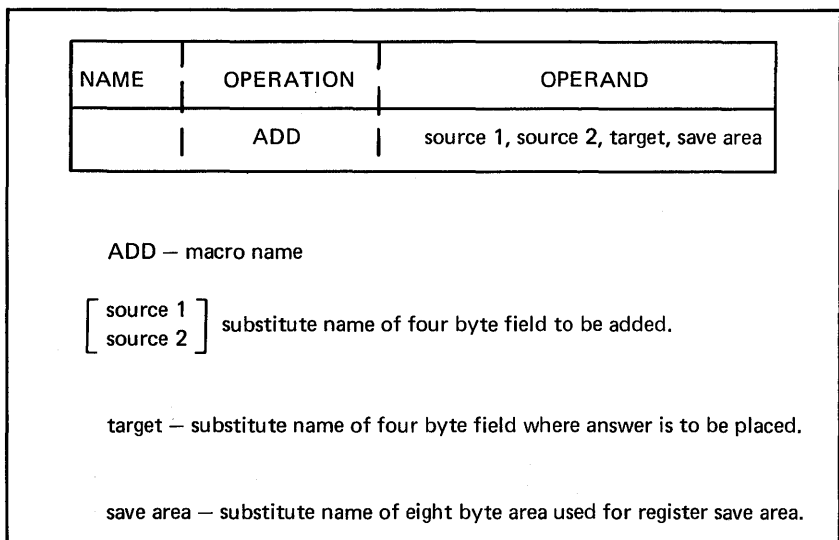 NAME OPERATION OPERAND
ADD source 1, source 2, target, save area
ADD — macro name
source 1
source 2
substitute name of four byte field to be added.
target — substitute name of four byte field where answer is to be placed.
save area — substitute name of eight byte area used for register save area.